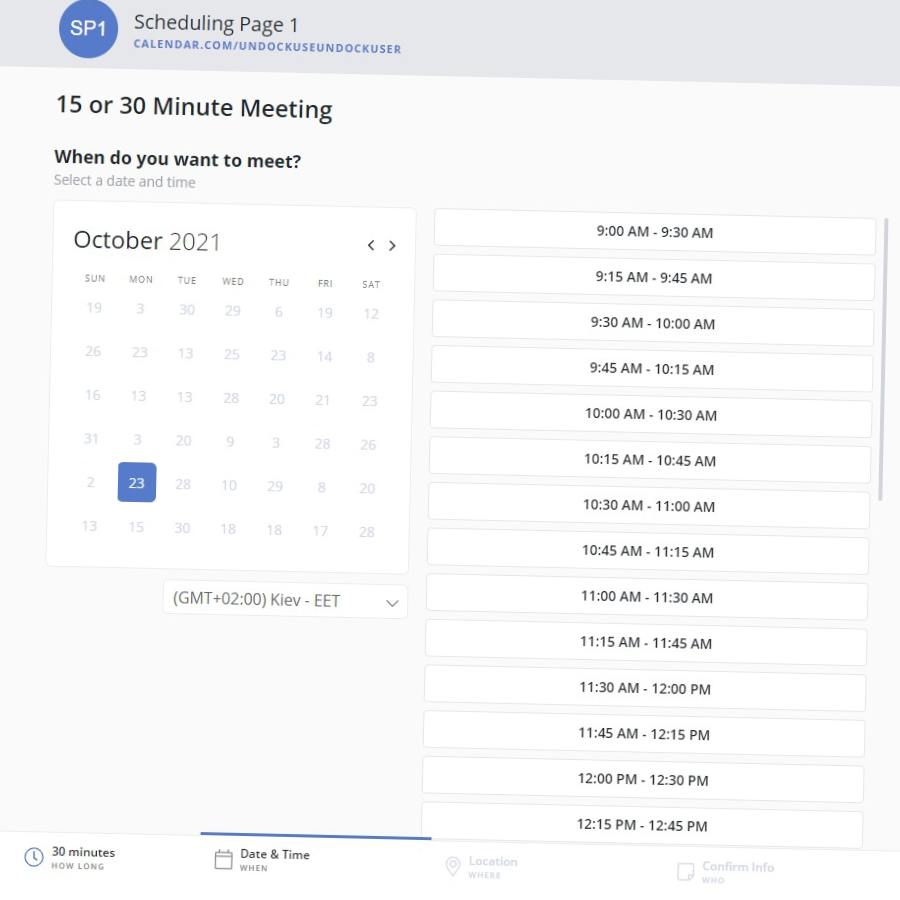 SP1
Scheduling Page 1
CALENDAR.COM/UNDOCKUSEUNDOCKUSER
15 or 30 Minute Meeting
When do you want to meet?
Select a date and time
October 2021
SUN MON TUE WED THU FRI SAT
19 3 30 29 6 19 12
26 23 13 25 23 14 8
16 13 13 28 20 21 23
31 3 20 9 3 28 26
2 23 28 10 29 8 20
13 15 30 18 18 17 28
(GMT+02:00) Kiev - EET
9:00 AM - 9:30 AM
9:15 AM - 9:45 AM
9:30 AM - 10:00 AM
9:45 AM - 10:15 AM
10:00 AM - 10:30 AM
10:15 AM - 10:45 AM
10:30 AM - 11:00 AM
10:45 AM - 11:15 AM
11:00 AM - 11:30 AM
11:15 AM - 11:45 AM
11:30 AM - 12:00 PM
11:45 AM - 12:15 PM
12:00 PM - 12:30 PM
12:15 PM - 12:45 PM
30 minutes
HOW LONG
Date & Time
WHEN
Location
WHERE
Confirm Info
WHO